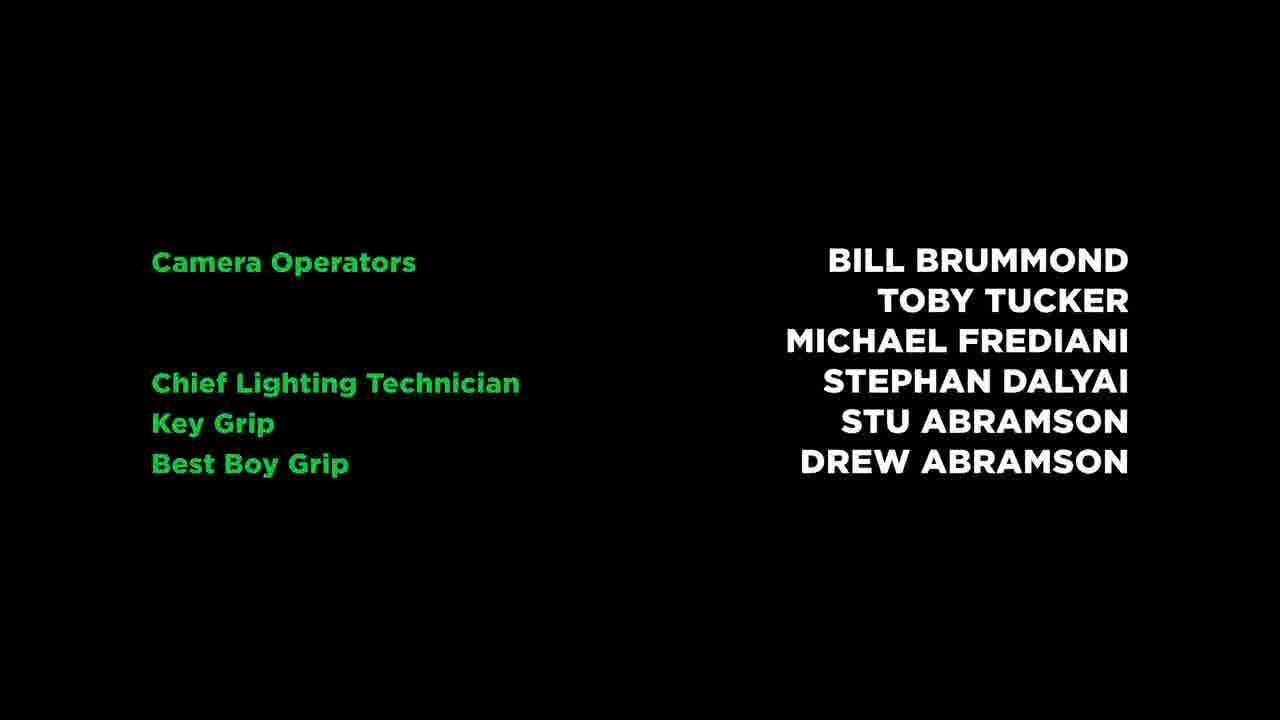 Camera Operators BILL BRUMMOND
TOBY TUCKER
MICHAEL FREDIANI
Chief Lighting Technician STEPHAN DALYAI
Key Grip STU ABRAMSON
Best Boy Grip DREW ABRAMSON